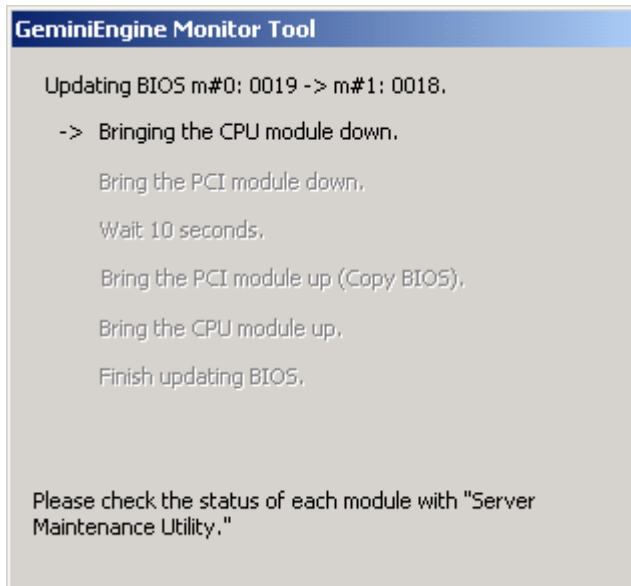 GeminiEngine Monitor Tool
Updating BIOS m#0: 0019 -> m#1: 0018.
-> Bringing the CPU module down.
Bring the PCI module down.
Wait 10 seconds.
Bring the PCI module up (Copy BIOS).
Bring the CPU module up.
Finish updating BIOS.
Please check the status of each module with "Server
Maintenance Utility."